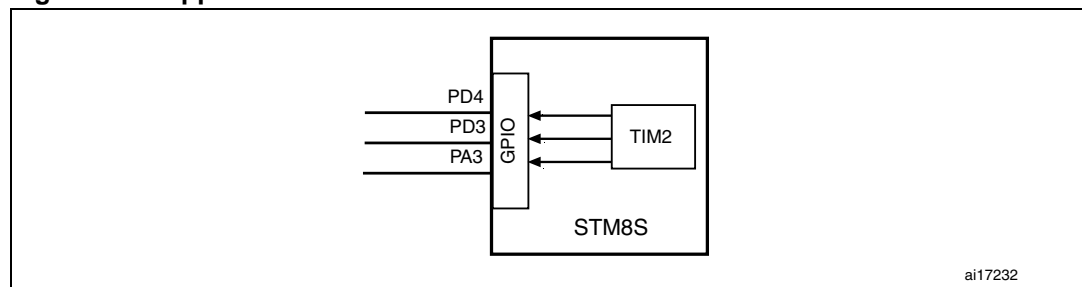 PD4
PD3
PA3
GPIO
TIM2
STM8S
ai17232